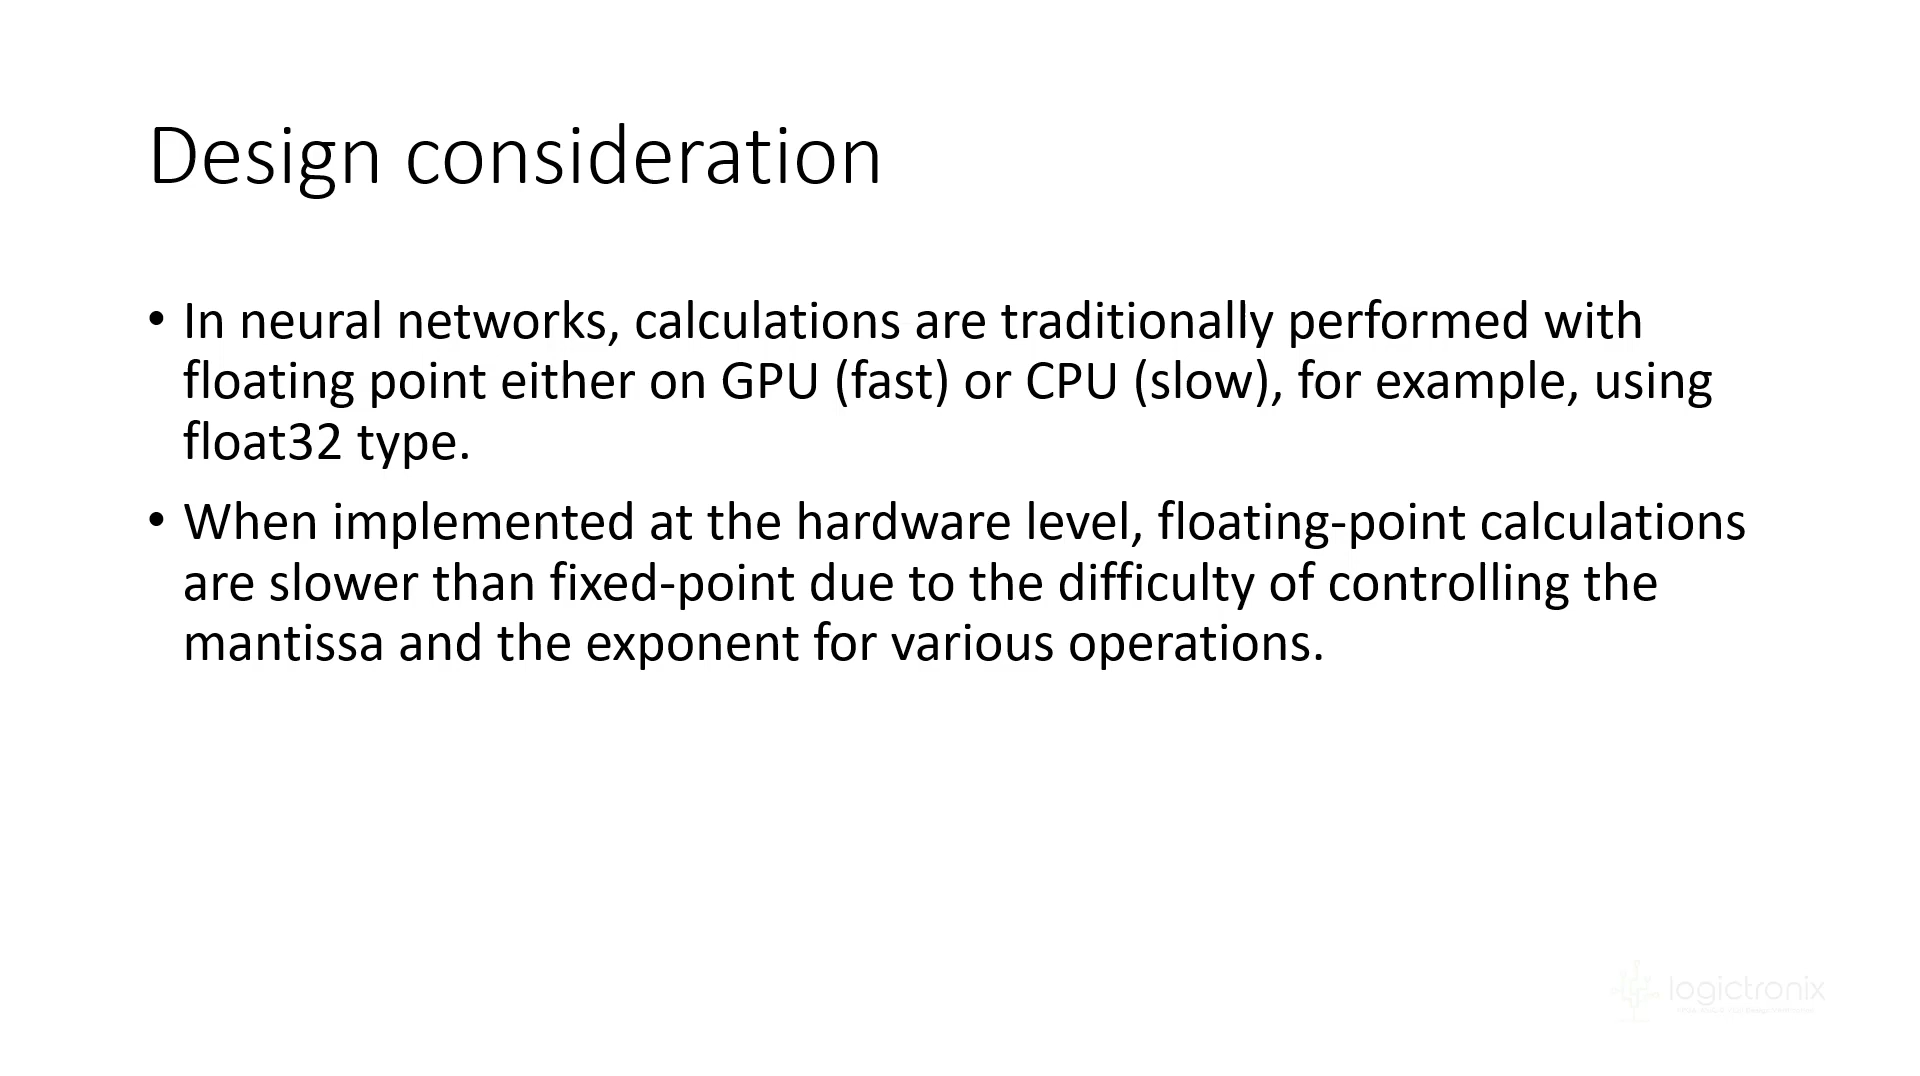 Design consideration
• In neural networks, calculations are traditionally performed with
floating point either on GPU (fast) or CPU (slow), for example, using
float32 type.
• When implemented at the hardware level, floating-point calculations
are slower than fixed-point due to the difficulty of controlling the
mantissa and the exponent for various operations.
logictronix